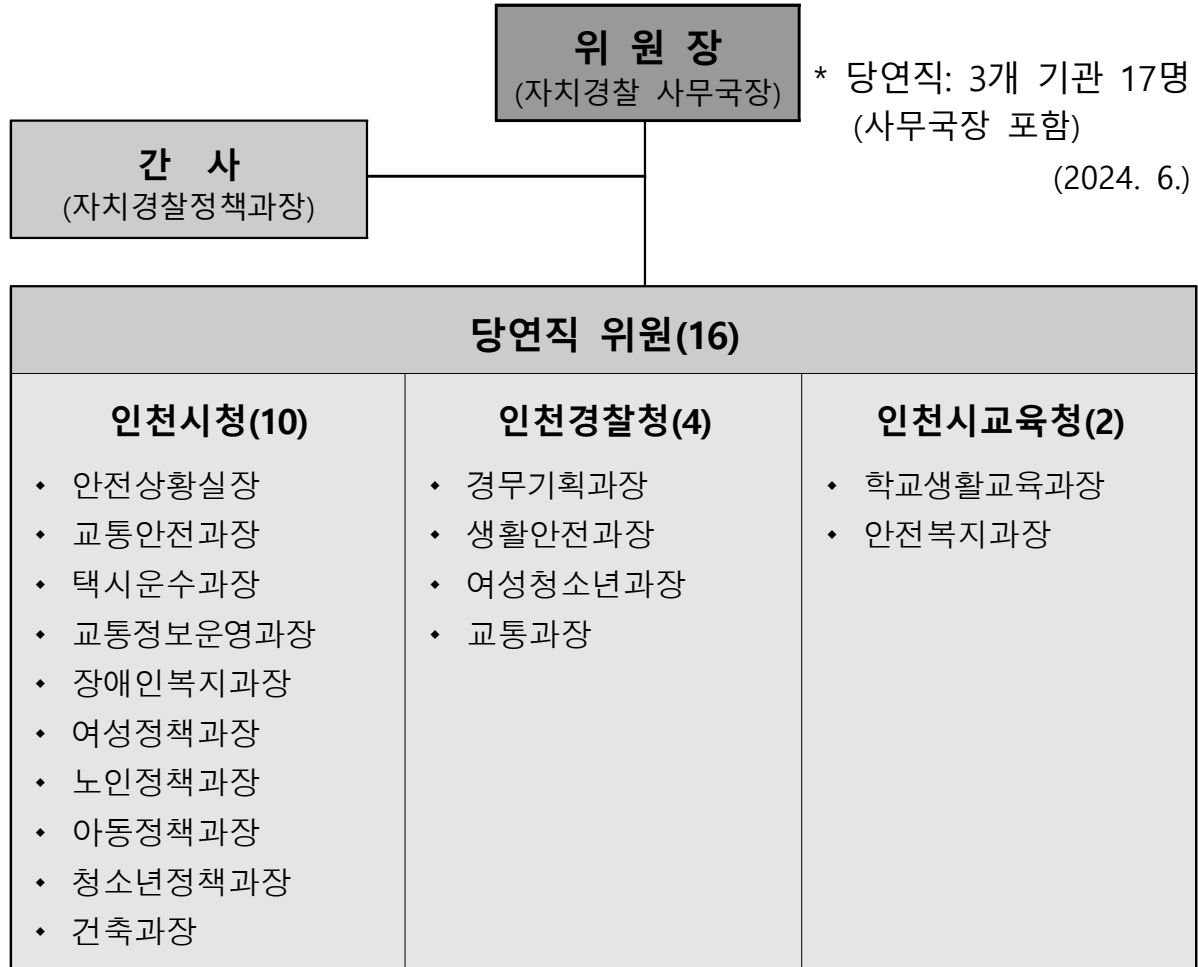 위 원 장
(자치경찰 사무국장)
* 당연직: 3개 기관 17명
(사무국장 포함)
(2024. 6.)
간 사
(자치경찰정책과장)
당연직 위원(16)
인천시청(10)
◆ 안전상황실장
◆ 교통안전과장
◆ 택시운수과장
◆ 교통정보운영과장
◆ 장애인복지과장
◆ 여성정책과장
◆ 노인정책과장
◆ 아동정책과장
◆ 청소년정책과장
◆ 건축과장
인천경찰청(4)
◆ 경무기획과장
◆ 생활안전과장
◆ 여성청소년과장
◆ 교통과장
인천시교육청(2)
◆ 학교생활교육과장
◆ 안전복지과장